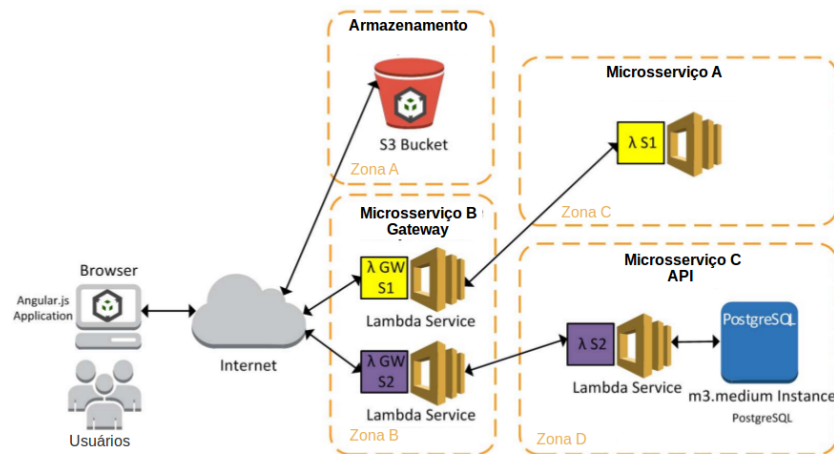 Armazenamento
S3 Bucket
Zona A
Microsserviço A
λ S1
Zona C
Microsserviço B
Gateway
λ GW
S1
Lambda Service
λ GW
S2
Lambda Service
Zona B
Browser
Angular.js
Application
Internet
Usuários
Microsserviço C
API
λ S2
Lambda Service
PostgreSQL
m3.medium Instance
PostgreSQL
Zona D